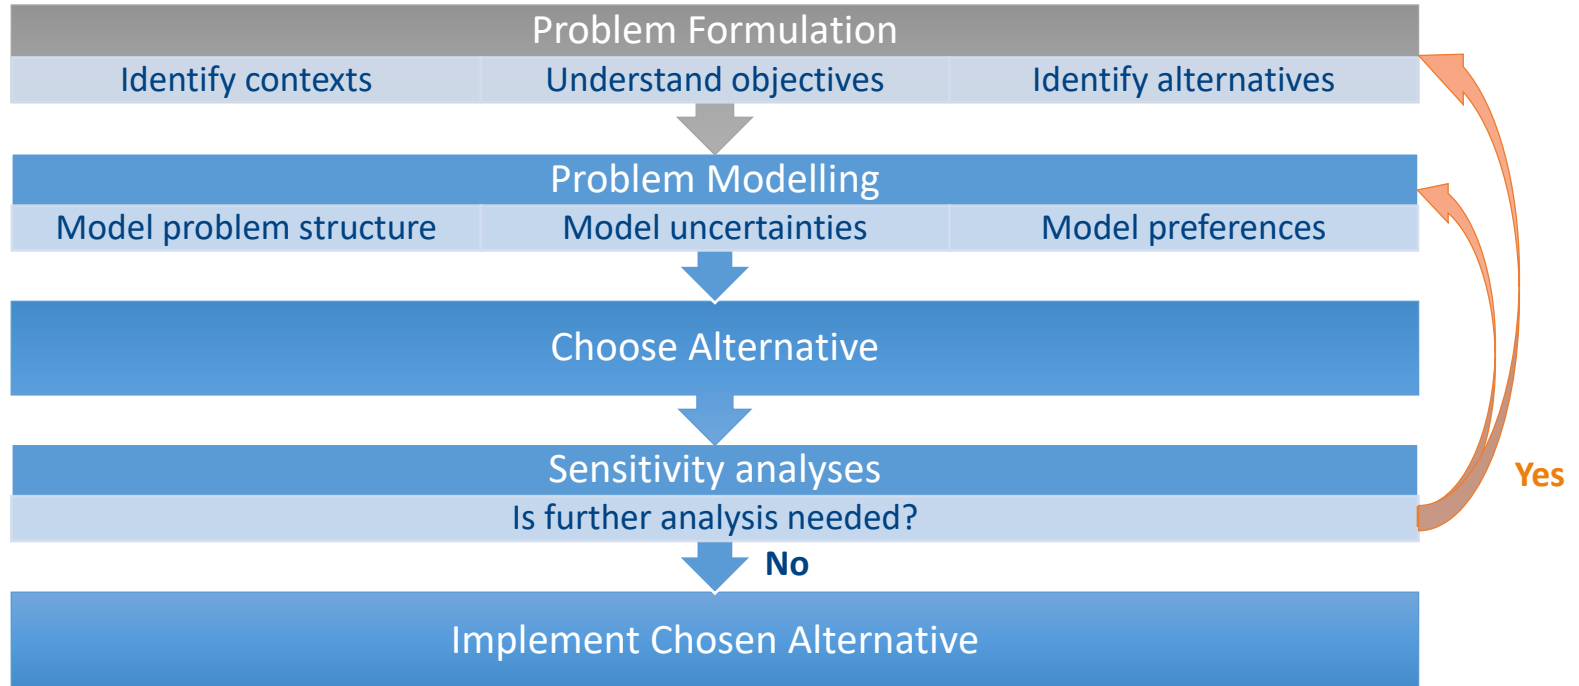 Problem Formulation
Identify contexts
Understand objectives
Identify alternatives
Problem Modelling
Model problem structure
Model uncertainties
Model preferences
Choose Alternative
Sensitivity analyses
Is further analysis needed?
Yes
No
Implement Chosen Alternative